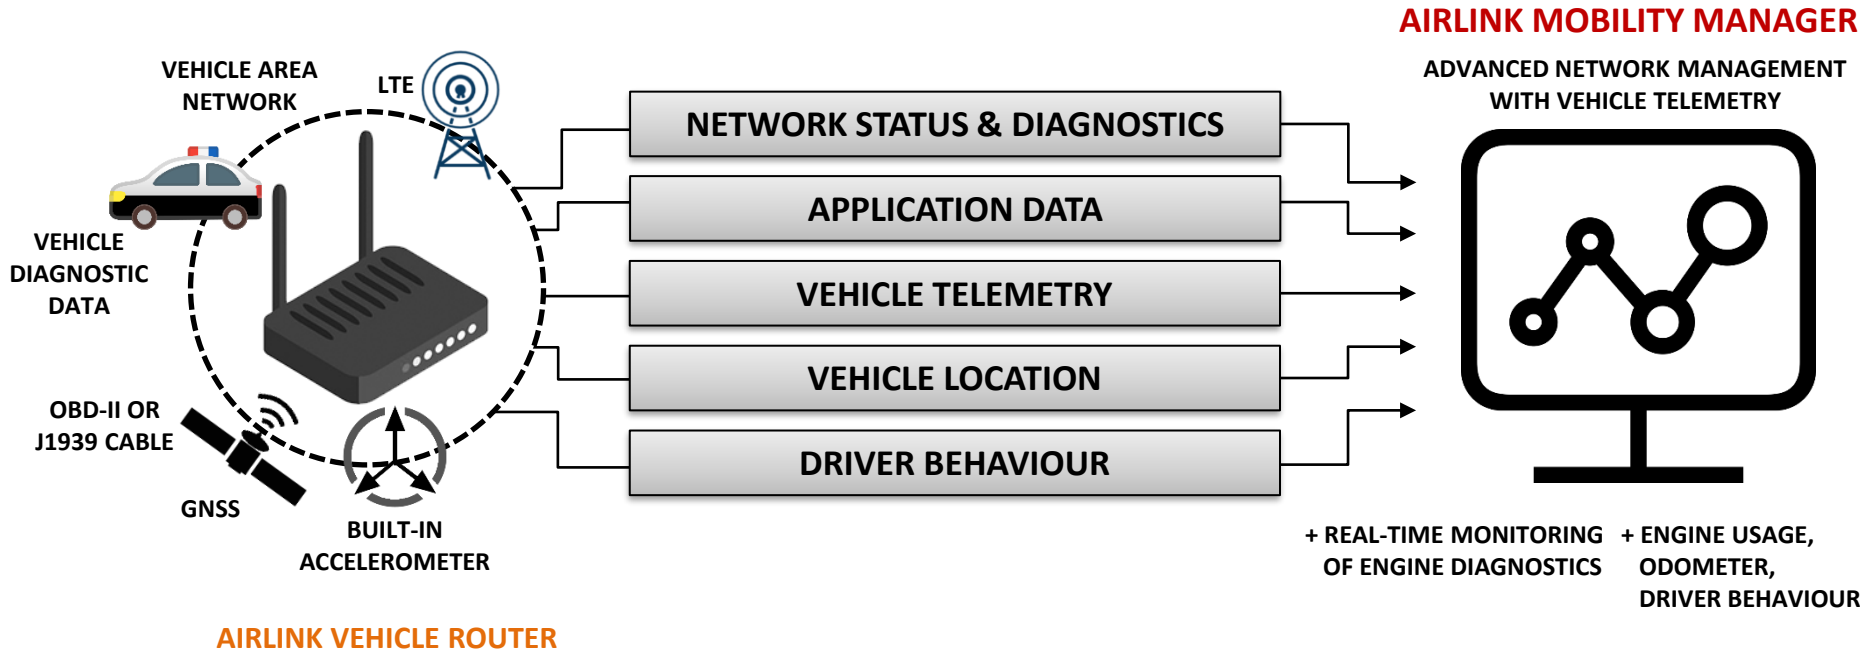 AIRLINK MOBILITY MANAGER
ADVANCED NETWORK MANAGEMENT
WITH VEHICLE TELEMETRY
VEHICLE AREA
NETWORK
LTE
VEHICLE
DIAGNOSTIC
DATA
OBD-II OR
J1939 CABLE
GNSS
BUILT-IN
ACCELEROMETER
AIRLINK VEHICLE ROUTER
NETWORK STATUS & DIAGNOSTICS
APPLICATION DATA
VEHICLE TELEMETRY
VEHICLE LOCATION
DRIVER BEHAVIOUR
+ REAL-TIME MONITORING
OF ENGINE DIAGNOSTICS
+ ENGINE USAGE,
ODOMETER,
DRIVER BEHAVIOUR